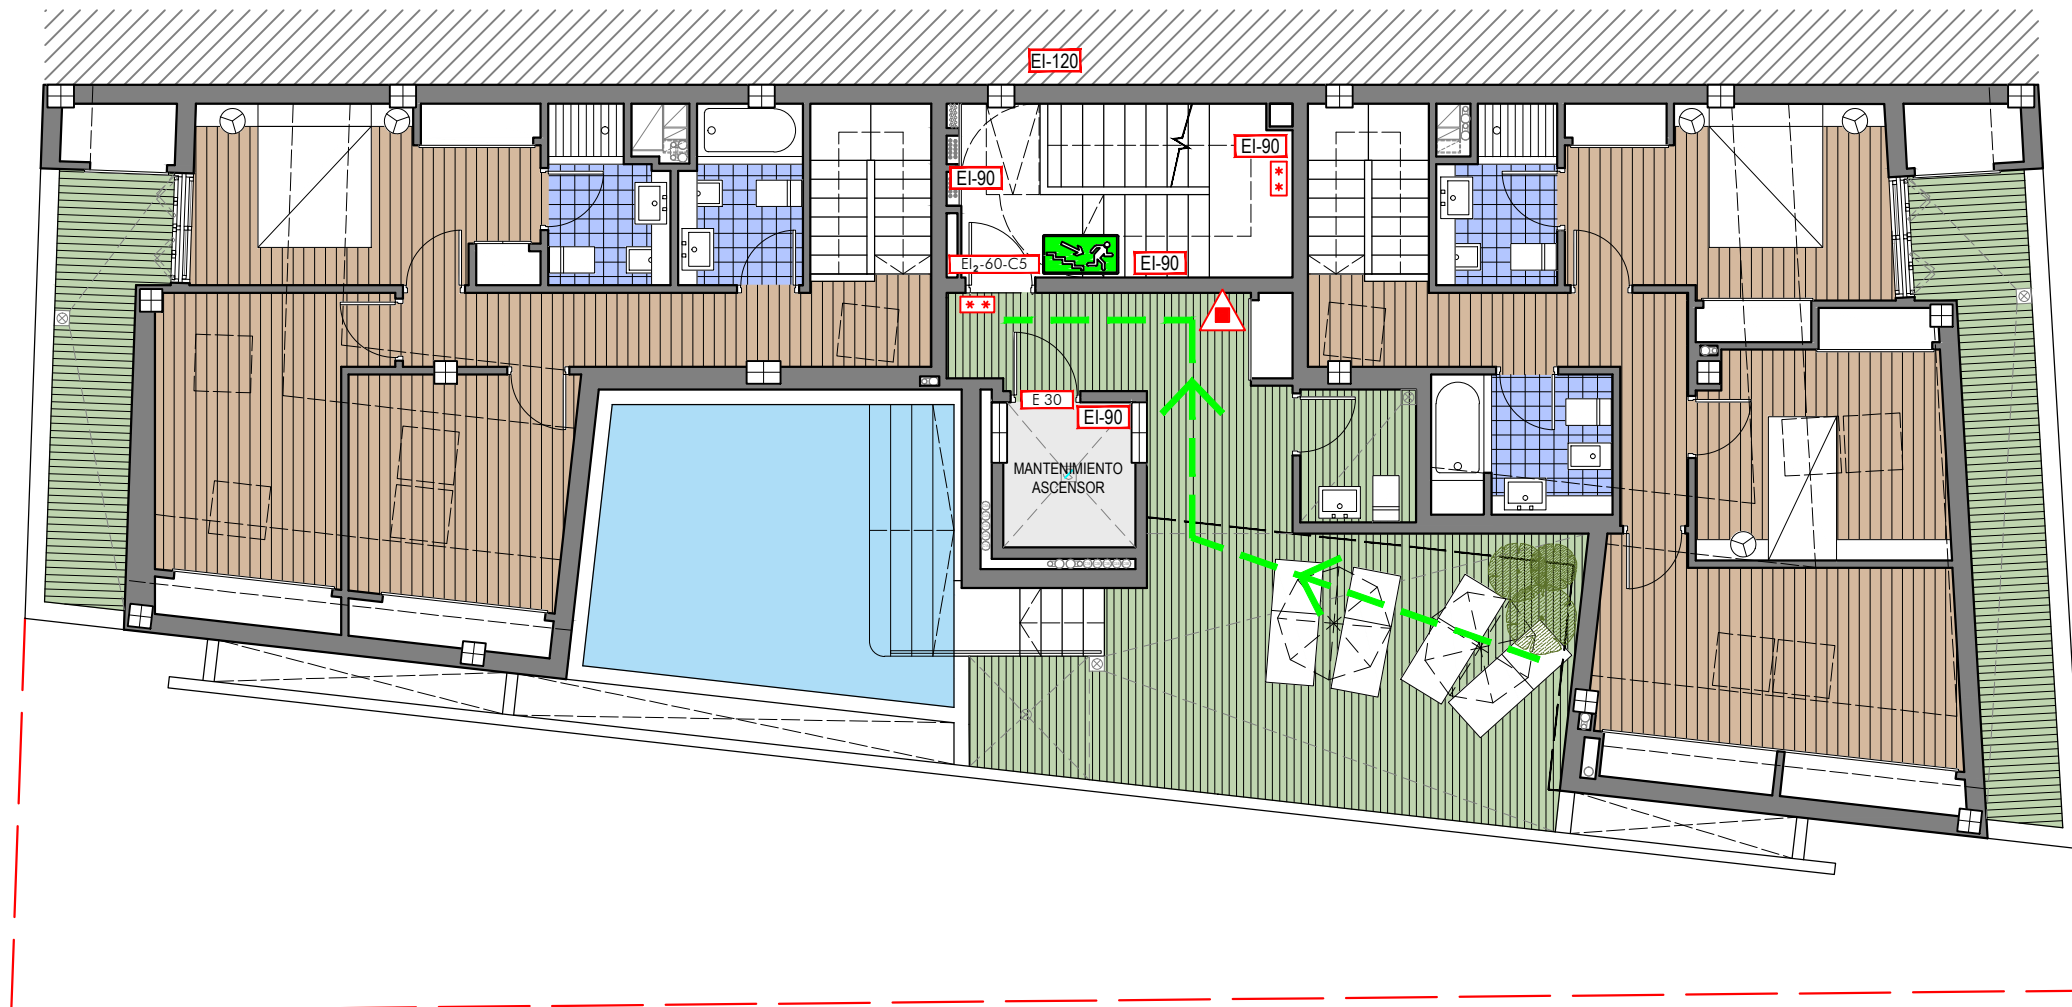 EI-120
EI-90
EI-90
* *
EI₂-60-C5
EI-90
* *
E 30
EI-90
MANTENIMIENTO
ASCENSOR